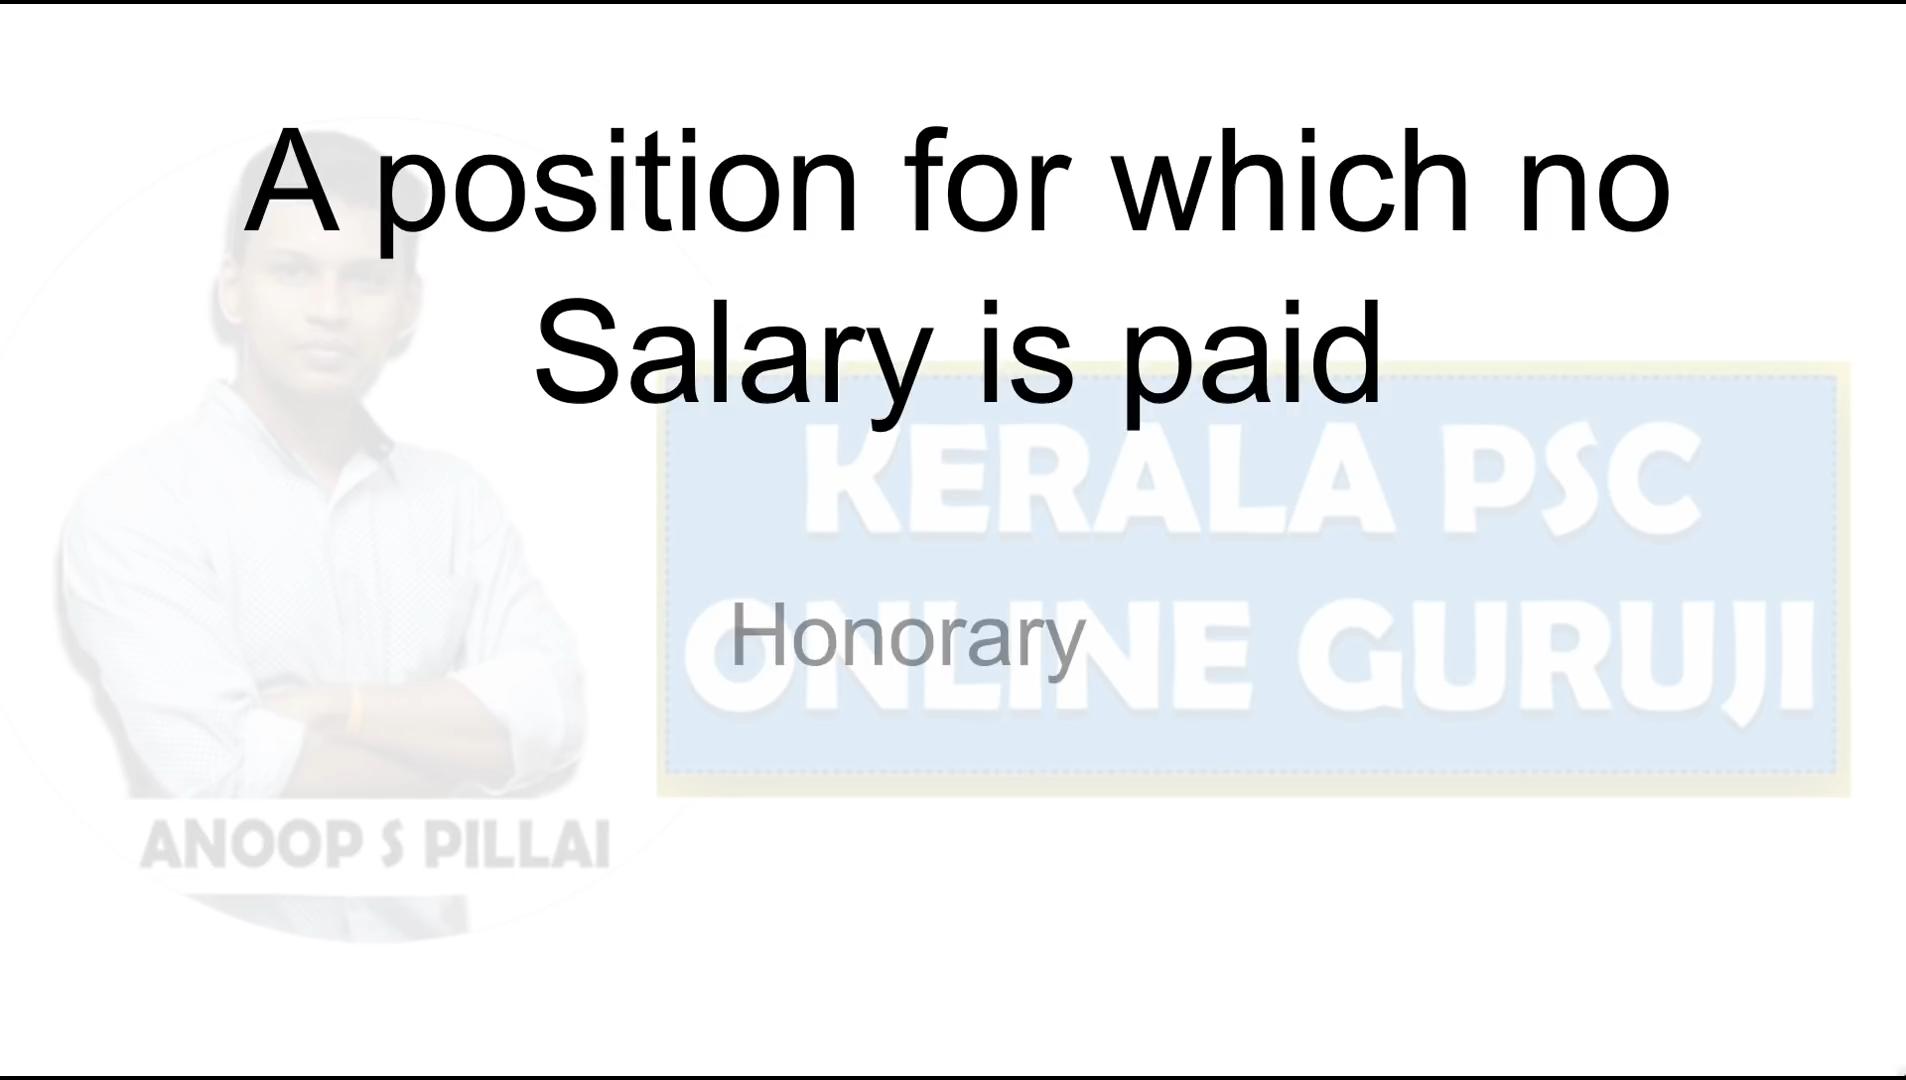 A position for which no
Salary is paid
KERALA PSC
Honorary
ONLINE GURUJI
ANOOP S PILLAI